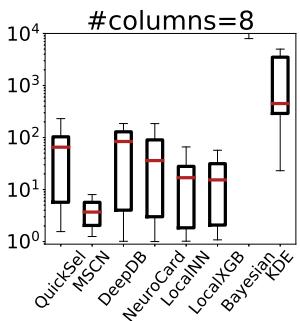 #columns=8
10^4
10^3
10^2
10^1
10^0
QuickSel
MSCN
DeepDB
NeuroCard
LocalNN
LocalXGB
Bayesian
KDE